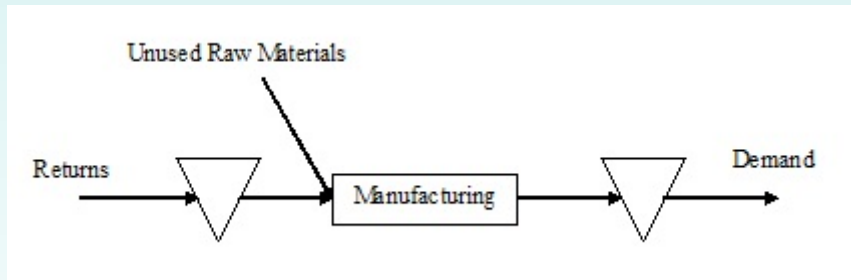 Unused Raw Materials
Returns
Manufacturing
Demand